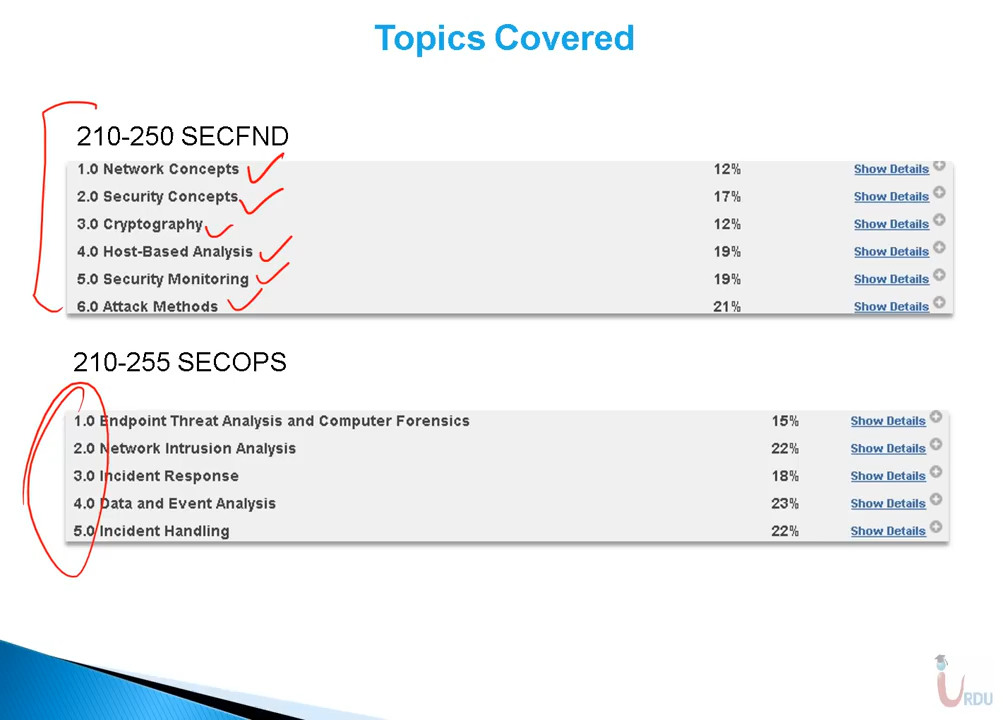 Topics Covered
210-250 SECFND
1.0 Network Concepts 12% Show Details
2.0 Security Concepts 17% Show Details
3.0 Cryptography 12% Show Details
4.0 Host-Based Analysis 19% Show Details
5.0 Security Monitoring 19% Show Details
6.0 Attack Methods 21% Show Details
210-255 SECOPS
1.0 Endpoint Threat Analysis and Computer Forensics 15% Show Details
2.0 Network Intrusion Analysis 22% Show Details
3.0 Incident Response 18% Show Details
4.0 Data and Event Analysis 23% Show Details
5.0 Incident Handling 22% Show Details
iURDU